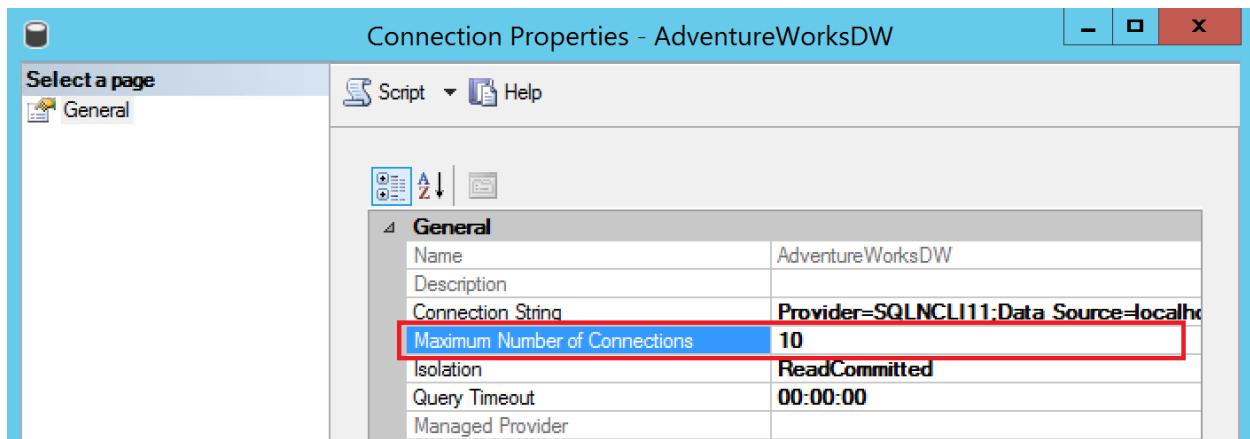 Connection Properties - AdventureWorksDW
Select a page
General
Script Help
General
Name AdventureWorksDW
Description
Connection String Provider=SQLNCLI11;Data Source=localho
Maximum Number of Connections 10
Isolation ReadCommitted
Query Timeout 00:00:00
Managed Provider